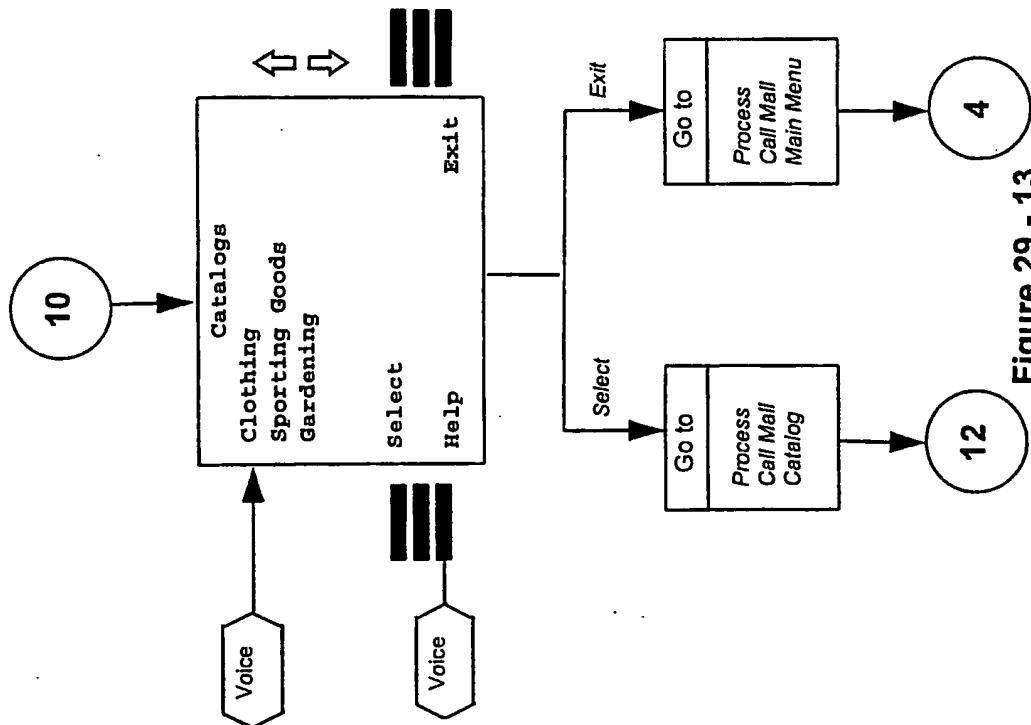 10
Catalogs
Clothing
Sporting Goods
Gardening
Select
Help
Exit
Voice
Voice
Select
Exit
Go to
Process
Call Mall
Catalog
Go to
Process
Call Mall
Main Menu
12
4
Figure 29 - 13